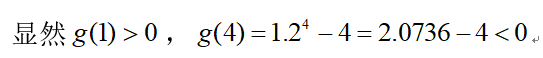 显然 g(1) > 0 ， g(4) = 1.2⁴ − 4 = 2.0736 − 4 < 0